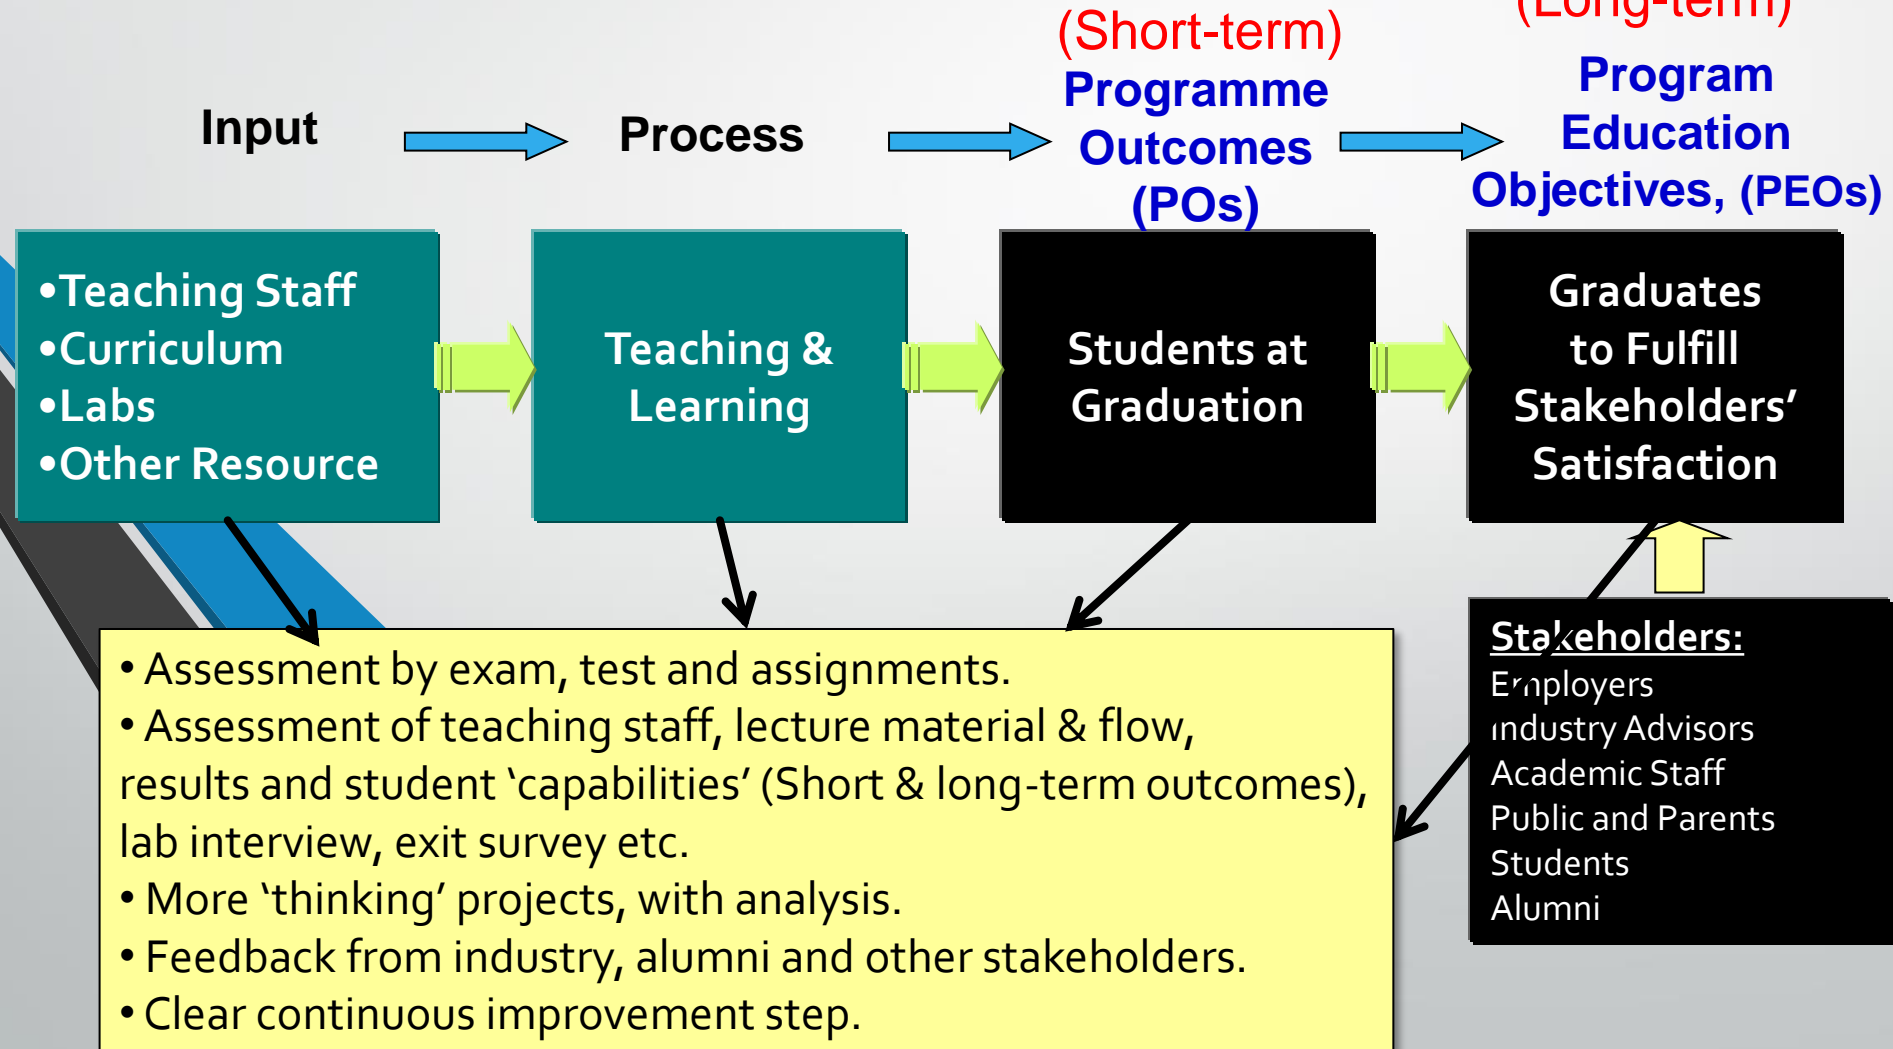 (Short-term)
Programme
Outcomes
(POs)
(Long-term)
Program
Education
Objectives, (PEOs)
Input
Process
•Teaching Staff
•Curriculum
•Labs
•Other Resource
Teaching &
Learning
Students at
Graduation
Graduates
to Fulfill
Stakeholders’
Satisfaction
• Assessment by exam, test and assignments.
• Assessment of teaching staff, lecture material & flow,
results and student ‘capabilities’ (Short & long-term outcomes),
lab interview, exit survey etc.
• More ‘thinking’ projects, with analysis.
• Feedback from industry, alumni and other stakeholders.
• Clear continuous improvement step.
Stakeholders:
Employers
Industry Advisors
Academic Staff
Public and Parents
Students
Alumni